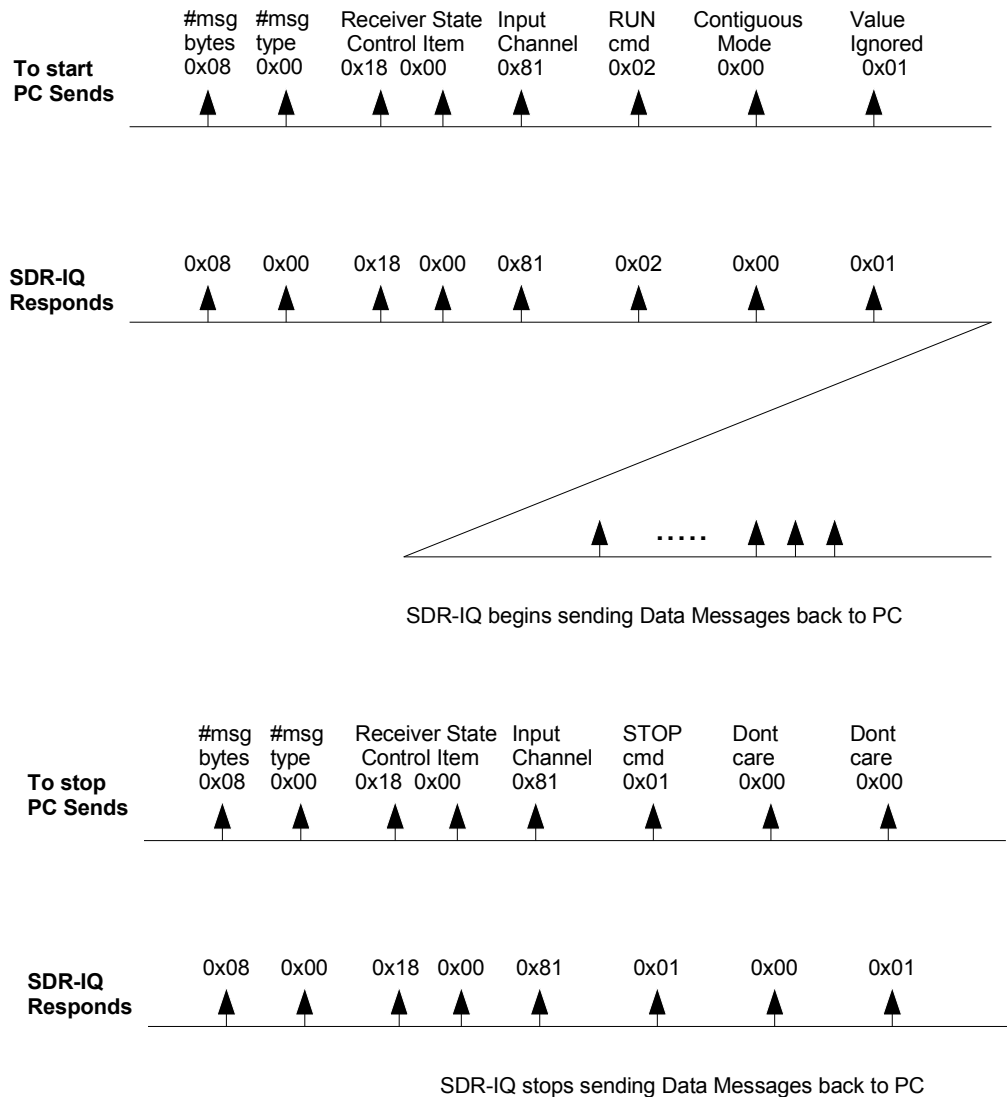 #msg #msg Receiver State Input RUN Contiguous Value
bytes type Control Item Channel cmd Mode Ignored
To start 0x08 0x00 0x18 0x00 0x81 0x02 0x00 0x01
PC Sends
SDR-IQ 0x08 0x00 0x18 0x00 0x81 0x02 0x00 0x01
Responds
.....
SDR-IQ begins sending Data Messages back to PC
#msg #msg Receiver State Input STOP Dont Dont
bytes type Control Item Channel cmd care care
To stop 0x08 0x00 0x18 0x00 0x81 0x01 0x00 0x00
PC Sends
SDR-IQ 0x08 0x00 0x18 0x00 0x81 0x01 0x00 0x01
Responds
SDR-IQ stops sending Data Messages back to PC